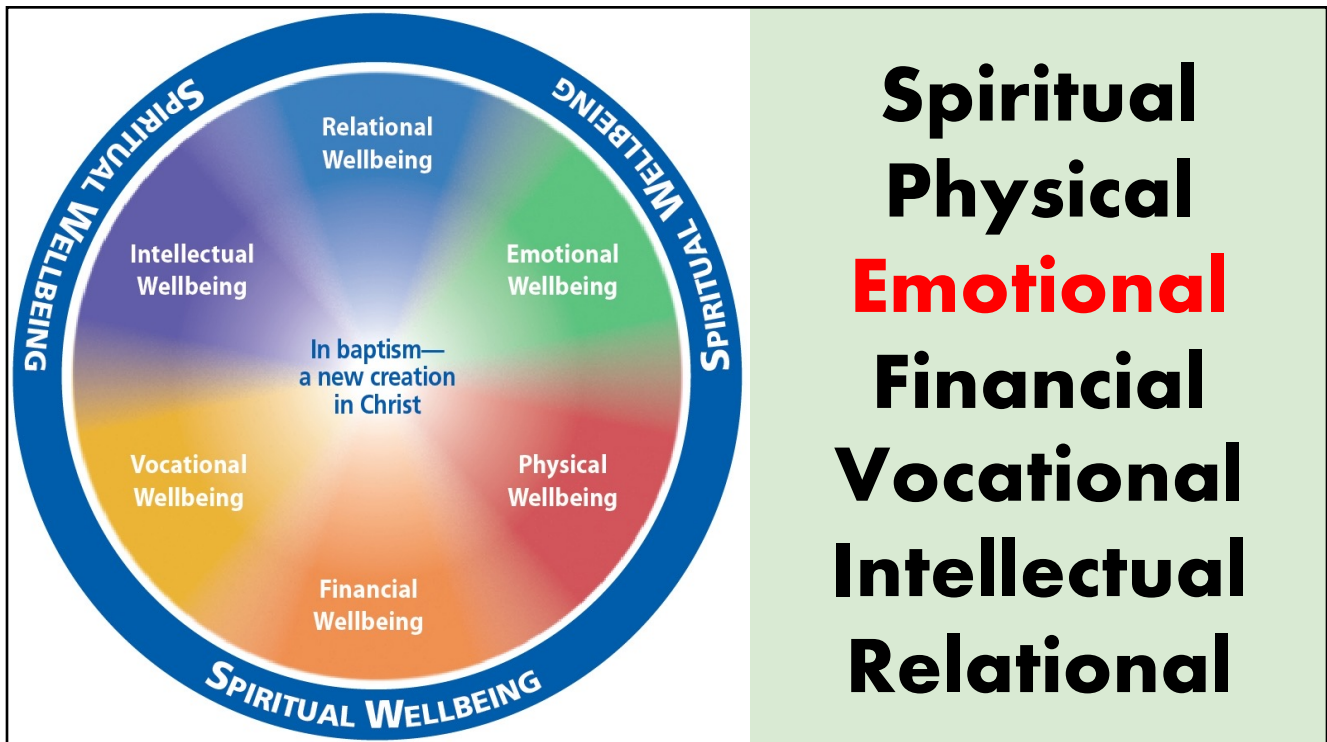 SPIRITUAL WELLBEING
SPIRITUAL WELLBEING
SPIRITUAL WELLBEING
Relational
Wellbeing
Intellectual
Wellbeing
Emotional
Wellbeing
In baptism—
a new creation
in Christ
Vocational
Wellbeing
Physical
Wellbeing
Financial
Wellbeing
Spiritual
Physical
Emotional
Financial
Vocational
Intellectual
Relational